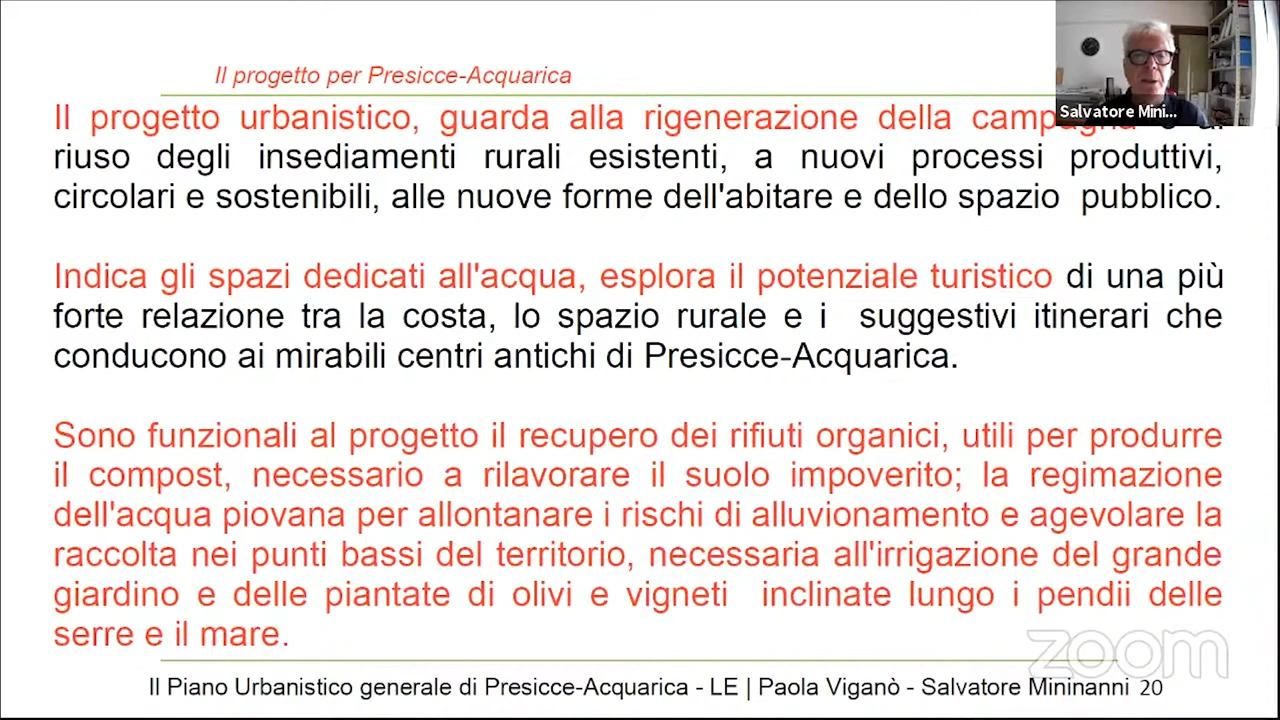 Il progetto per Presicce-Acquarica
Il progetto urbanistico, guarda alla rigenerazione della campagna
riuso degli insediamenti rurali esistenti, a nuovi processi produttivi,
circolari e sostenibili, alle nuove forme dell'abitare e dello spazio pubblico.
Indica gli spazi dedicati all'acqua, esplora il potenziale turistico di una più
forte relazione tra la costa, lo spazio rurale e i suggestivi itinerari che
conducono ai mirabili centri antichi di Presicce-Acquarica.
Sono funzionali al progetto il recupero dei rifiuti organici, utili per produrre
il compost, necessario a rilavorare il suolo impoverito; la regimazione
dell'acqua piovana per allontanare i rischi di alluvionamento e agevolare la
raccolta nei punti bassi del territorio, necessaria all'irrigazione del grande
giardino e delle piantate di olivi e vigneti inclinate lungo i pendii delle
serre e il mare.
Il Piano Urbanistico generale di Presicce-Acquarica - LE | Paola Viganò - Salvatore Mininanni 20
Salvatore Mini...
zoom